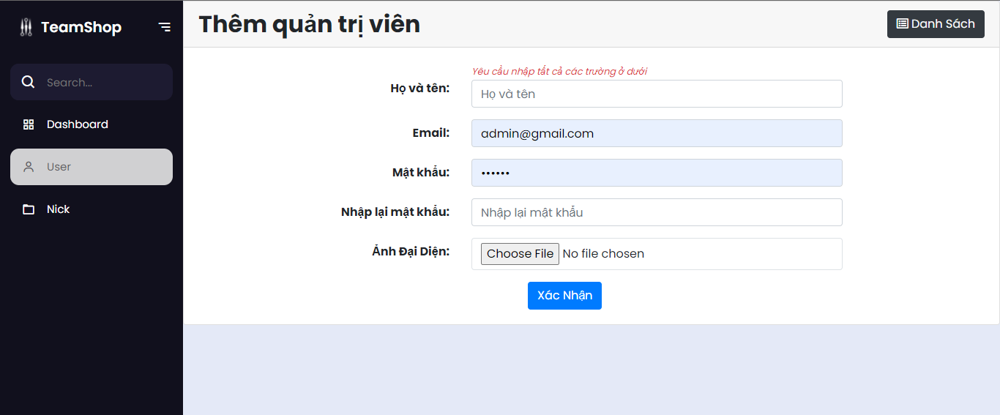 TeamShop
Search...
Dashboard
User
Nick
Thêm quản trị viên
Danh Sách
Yêu cầu nhập tất cả các trường ở dưới
Họ và tên:
Họ và tên
Email:
admin@gmail.com
Mật khẩu:
••••••
Nhập lại mật khẩu:
Nhập lại mật khẩu
Ảnh Đại Diện:
Choose File No file chosen
Xác Nhận